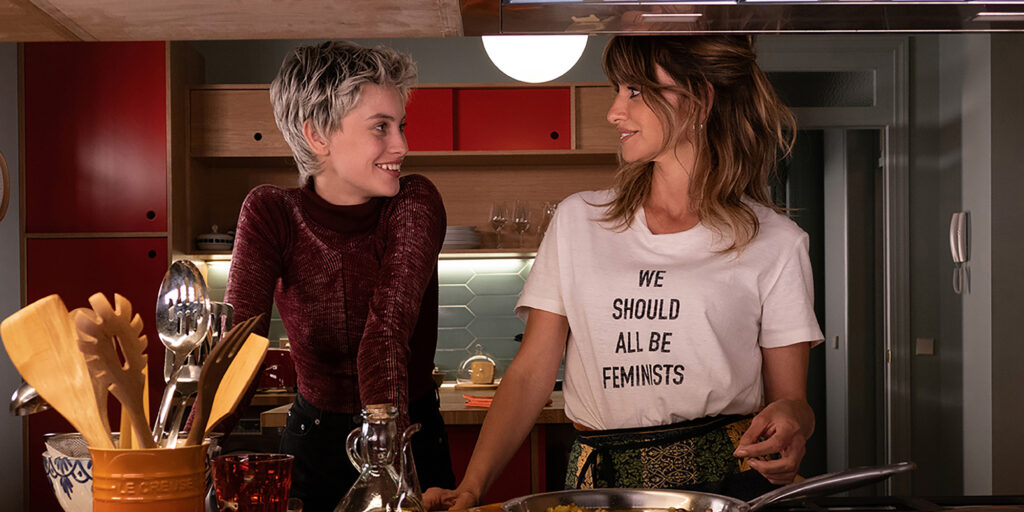 WE
SHOULD
ALL BE
FEMINISTS
LE CREUSET